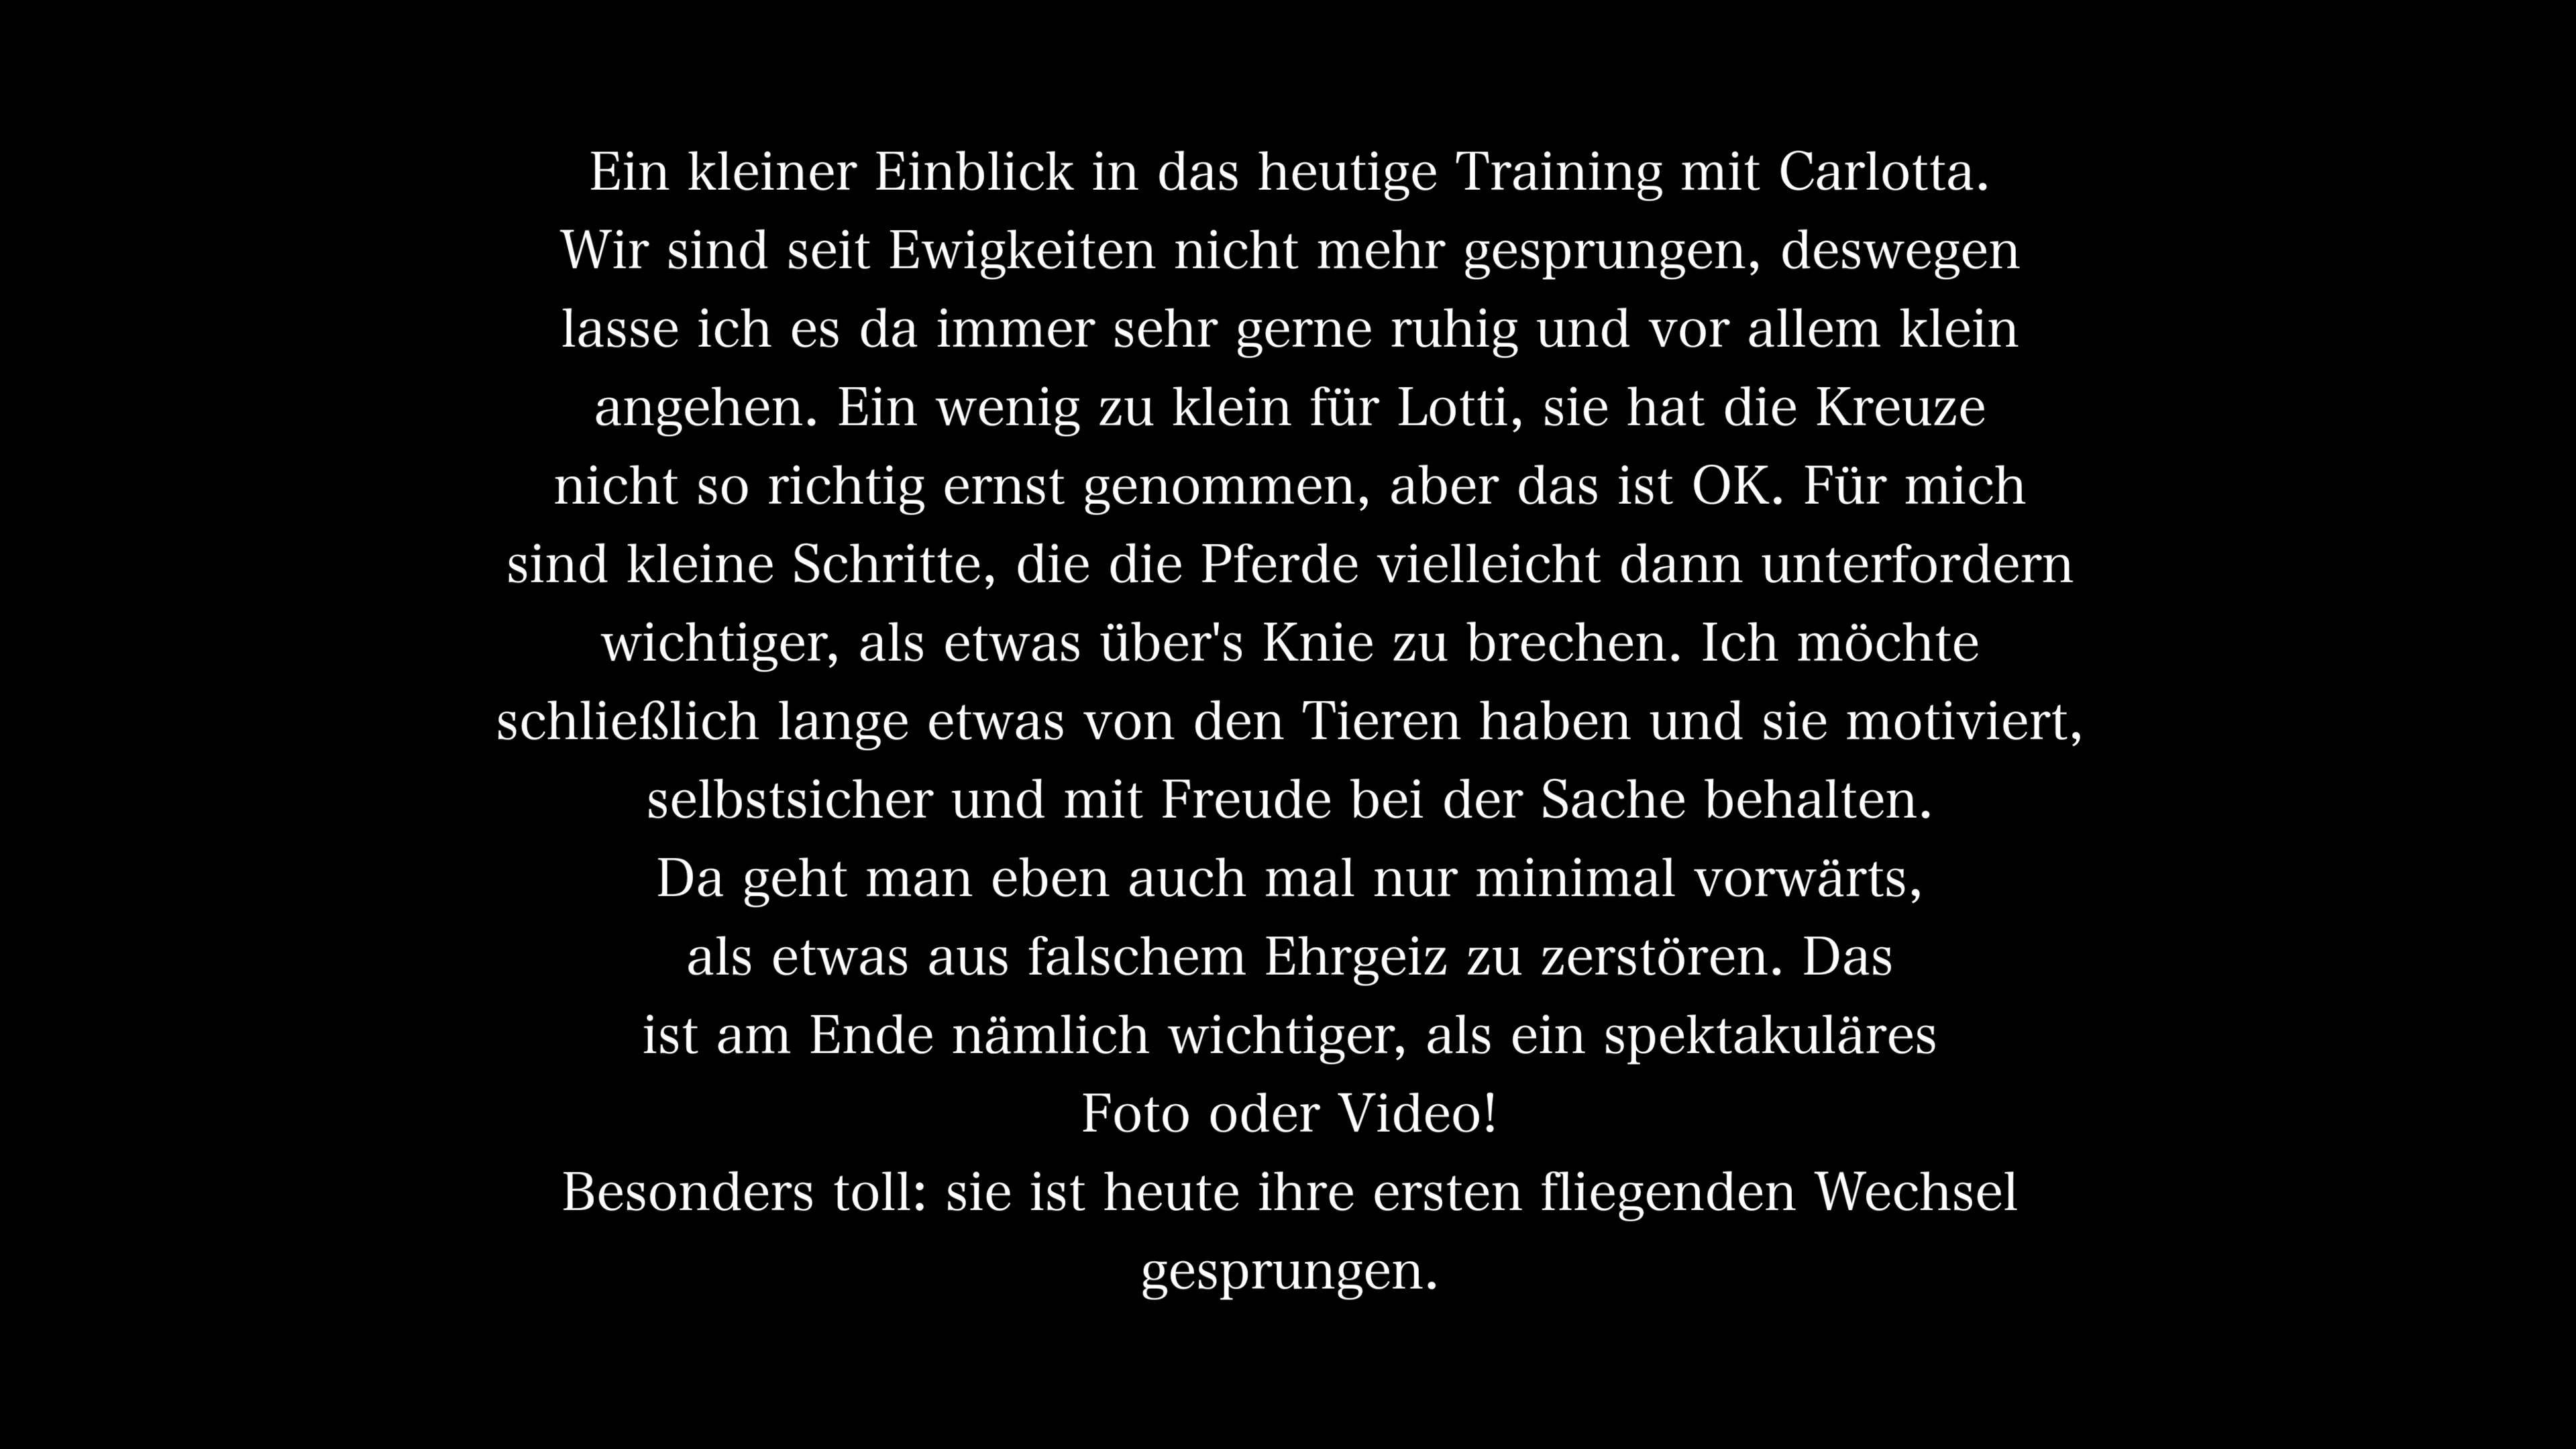 Ein kleiner Einblick in das heutige Training mit Carlotta.
Wir sind seit Ewigkeiten nicht mehr gesprungen, deswegen
lasse ich es da immer sehr gerne ruhig und vor allem klein
angehen. Ein wenig zu klein für Lotti, sie hat die Kreuze
nicht so richtig ernst genommen, aber das ist OK. Für mich
sind kleine Schritte, die die Pferde vielleicht dann unterfordern
wichtiger, als etwas über's Knie zu brechen. Ich möchte
schließlich lange etwas von den Tieren haben und sie motiviert,
selbstsicher und mit Freude bei der Sache behalten.
Da geht man eben auch mal nur minimal vorwärts,
als etwas aus falschem Ehrgeiz zu zerstören. Das
ist am Ende nämlich wichtiger, als ein spektakuläres
Foto oder Video!
Besonders toll: sie ist heute ihre ersten fliegenden Wechsel
gesprungen.